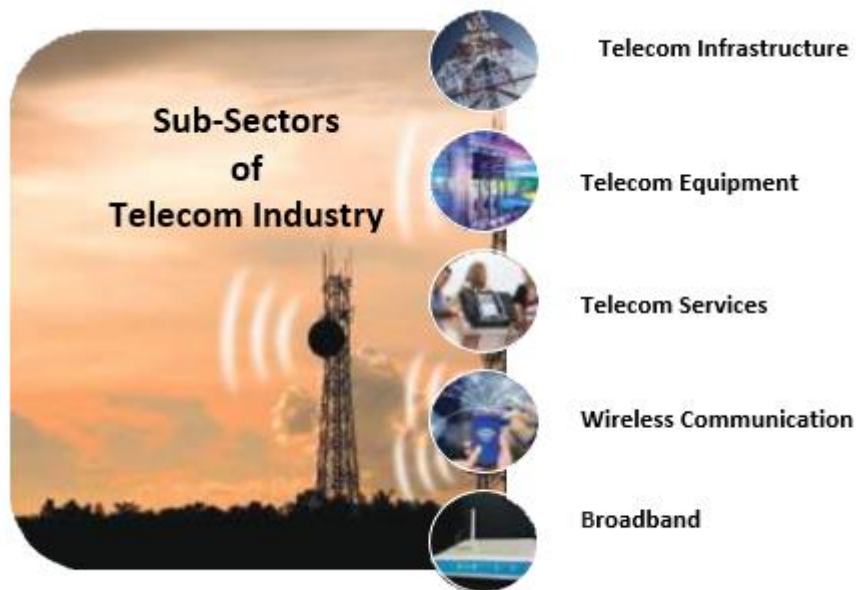 Sub-Sectors
of
Telecom Industry
Telecom Infrastructure
Telecom Equipment
Telecom Services
Wireless Communication
Broadband